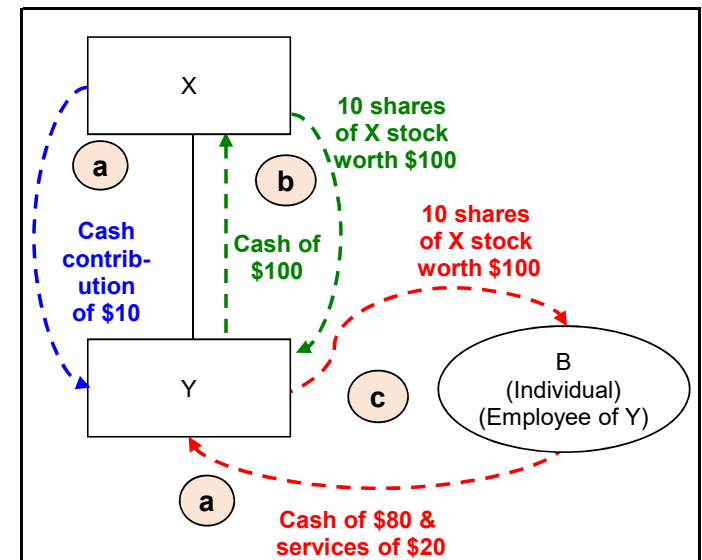 X
10 shares
of X stock
worth $100
a
b
Cash
contrib-
ution
of $10
Cash of
$100
10 shares
of X stock
worth $100
Y
c
B
(Individual)
(Employee of Y)
a
Cash of $80 &
services of $20